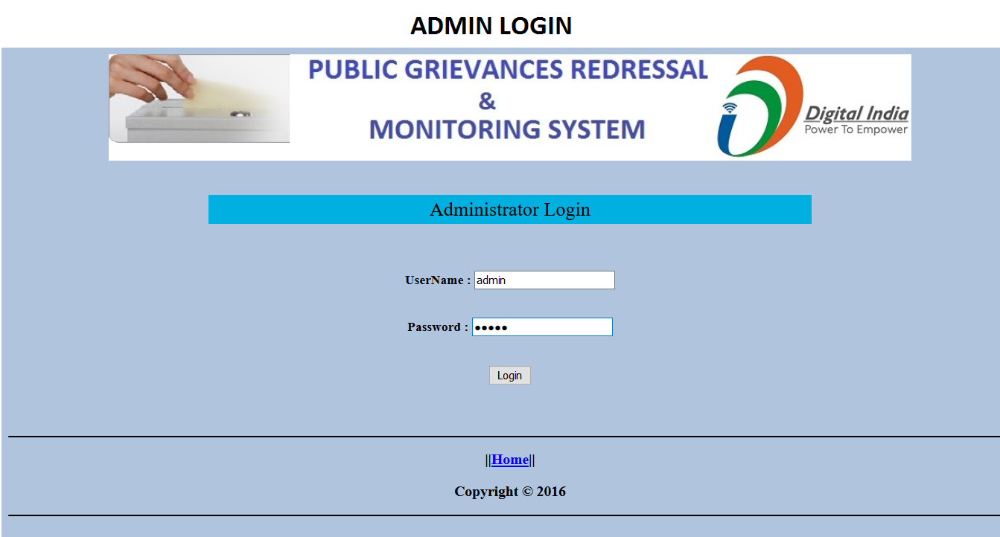 ADMIN LOGIN
PUBLIC GRIEVANCES REDRESSAL
&
MONITORING SYSTEM
Digital India
Power To Empower
Administrator Login
UserName : admin
Password : •••••
Login
||Home||
Copyright © 2016